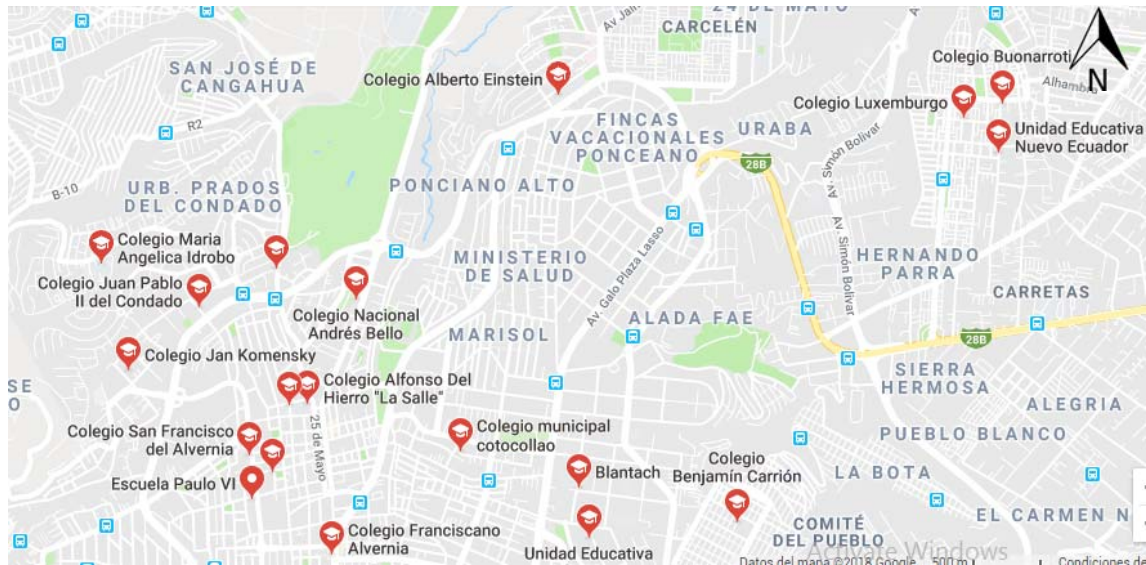 24 DE MAYO
CARCELÉN
Av Jaim
SAN JOSÉ DE
CANGAHUA
Colegio Alberto Einstein
Colegio Buonarroti
Alhambra
N
Colegio Luxemburgo
Unidad Educativa
Nuevo Ecuador
R2
FINCAS
VACACIONALES
PONCEANO
URABA
Av. Simón Bolívar
28B
B-10
URB. PRADOS
DEL CONDADO
PONCIANO ALTO
Av. Simón Bolívar
Colegio Maria
Angelica Idrobo
MINISTERIO
DE SALUD
Av. Galo Plaza Lasso
HERNANDO
PARRA
Colegio Juan Pablo
II del Condado
CARRETAS
Colegio Nacional
Andrés Bello
MARISOL
ALADA FAE
28B
Colegio Jan Komensky
SIERRA
HERMOSA
Colegio Alfonso Del
Hierro "La Salle"
ALEGRIA
25 de Mayo
Colegio San Francisco
del Alvernia
Colegio municipal
cotocollao
PUEBLO BLANCO
Colegio
Benjamín Carrión
Blantach
LA BOTA
Escuela Paulo VI
EL CARMEN N
Colegio Franciscano
Alvernia
Unidad Educativa
COMITÉ
DEL PUEBLO
Activate Windows
Datos del mapa ©2018 Google
500 m
Condiciones de